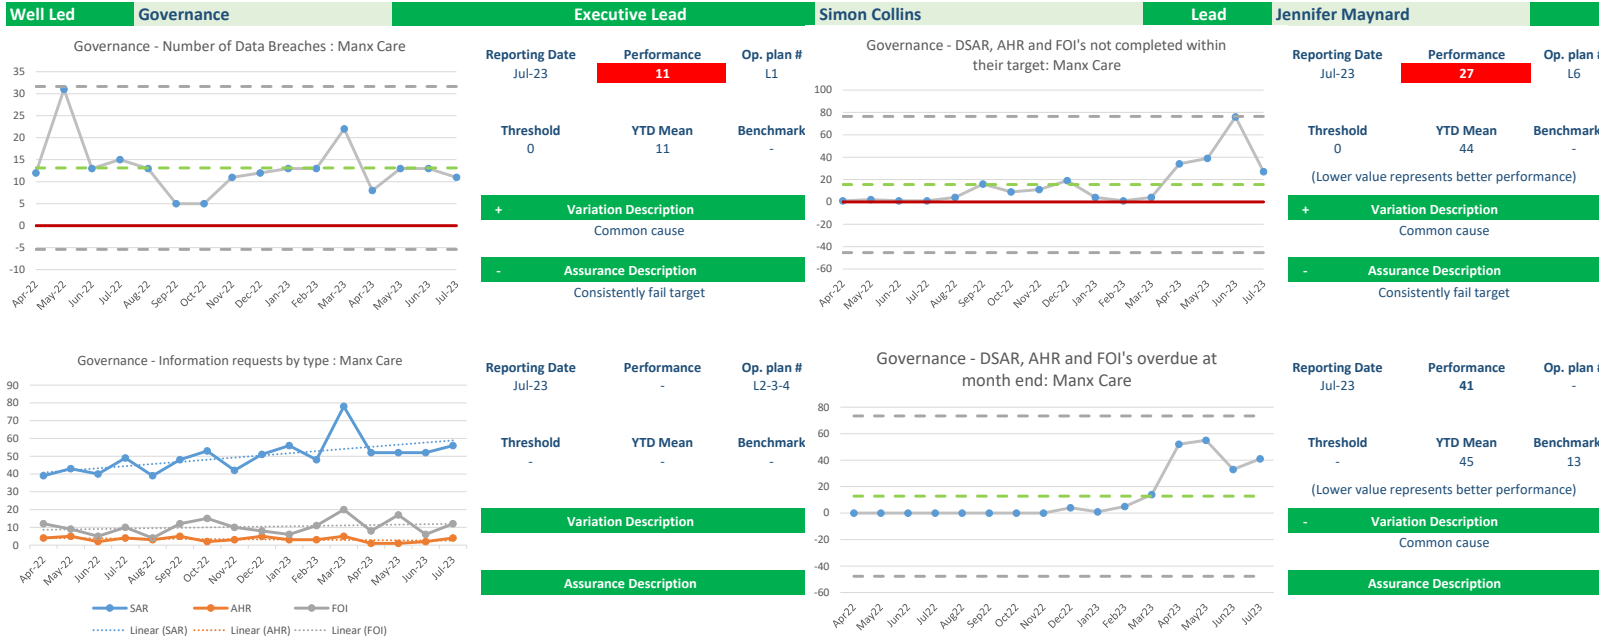 Well Led Governance Executive Lead Simon Collins Lead Jennifer Maynard
Governance - Number of Data Breaches : Manx Care
35
30
25
20
15
10
5
0
-5
-10
Apr-22 May-22 Jun-22 Jul-22 Aug-22 Sep-22 Oct-22 Nov-22 Dec-22 Jan-23 Feb-23 Mar-23 Apr-23 May-23 Jun-23 Jul-23
Reporting Date Performance Op. plan #
Jul-23 11 L1
Threshold YTD Mean Benchmark
0 11 -
+ Variation Description
Common cause
- Assurance Description
Consistently fail target
Governance - DSAR, AHR and FOI's not completed within
their target: Manx Care
100
80
60
40
20
0
-20
-40
-60
Apr-22 May-22 Jun-22 Jul-22 Aug-22 Sep-22 Oct-22 Nov-22 Dec-22 Jan-23 Feb-23 Mar-23 Apr-23 May-23 Jun-23 Jul-23
Reporting Date Performance Op. plan #
Jul-23 27 L6
Threshold YTD Mean Benchmark
0 44 -
(Lower value represents better performance)
+ Variation Description
Common cause
- Assurance Description
Consistently fail target
Governance - Information requests by type : Manx Care
90
80
70
60
50
40
30
20
10
0
Apr-22 May-22 Jun-22 Jul-22 Aug-22 Sep-22 Oct-22 Nov-22 Dec-22 Jan-23 Feb-23 Mar-23 Apr-23 May-23 Jun-23 Jul-23
SAR AHR FOI
Linear (SAR) Linear (AHR) Linear (FOI)
Reporting Date Performance Op. plan #
Jul-23 - L2-3-4
Threshold YTD Mean Benchmark
- - -
Variation Description
Assurance Description
Governance - DSAR, AHR and FOI's overdue at
month end: Manx Care
80
60
40
20
0
-20
-40
-60
Apr22 May22 Jun22 Jul22 Aug22 Sep22 Oct22 Nov22 Dec22 Jan23 Feb23 Mar23 Apr23 May23 Jun23 Jul23
Reporting Date Performance Op. plan #
Jul-23 41 -
Threshold YTD Mean Benchmark
- 45 13
(Lower value represents better performance)
- Variation Description
Common cause
Assurance Description